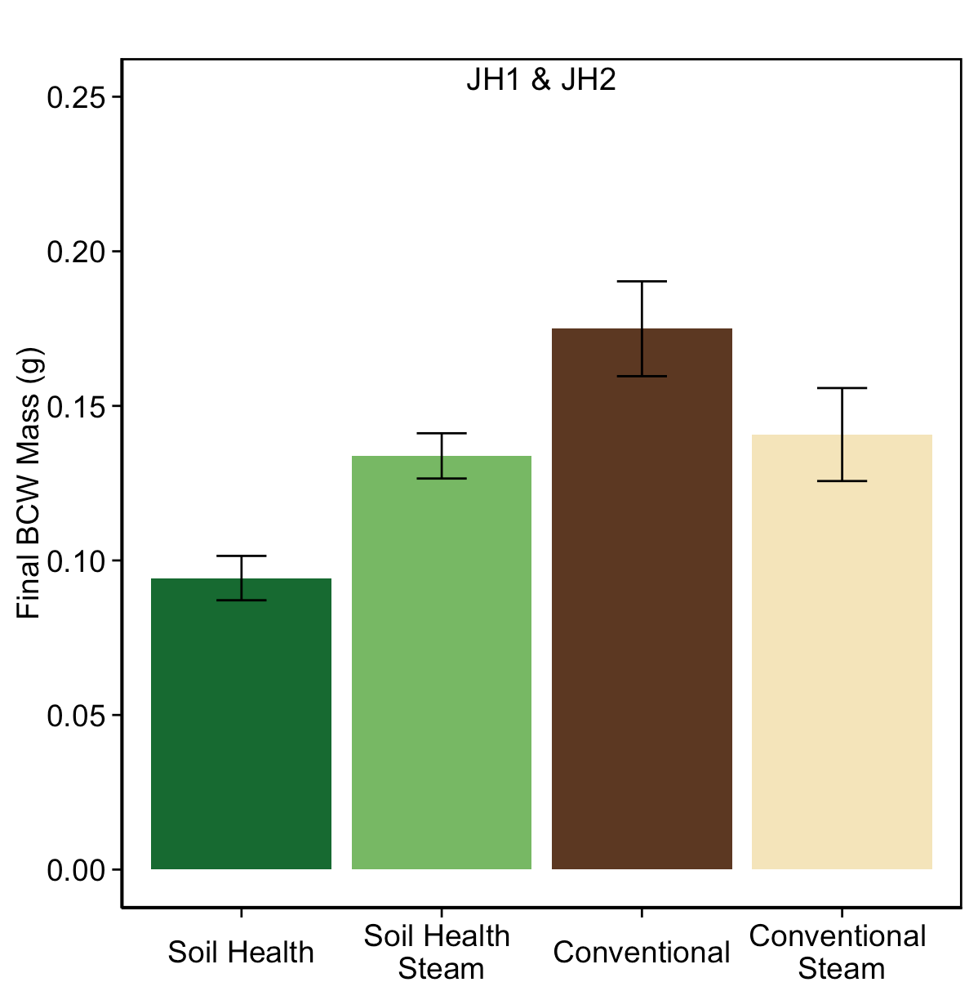 JH1 & JH2
Final BCW Mass (g)
0.25
0.20
0.15
0.10
0.05
0.00
Soil Health
Soil Health
Steam
Conventional
Conventional
Steam